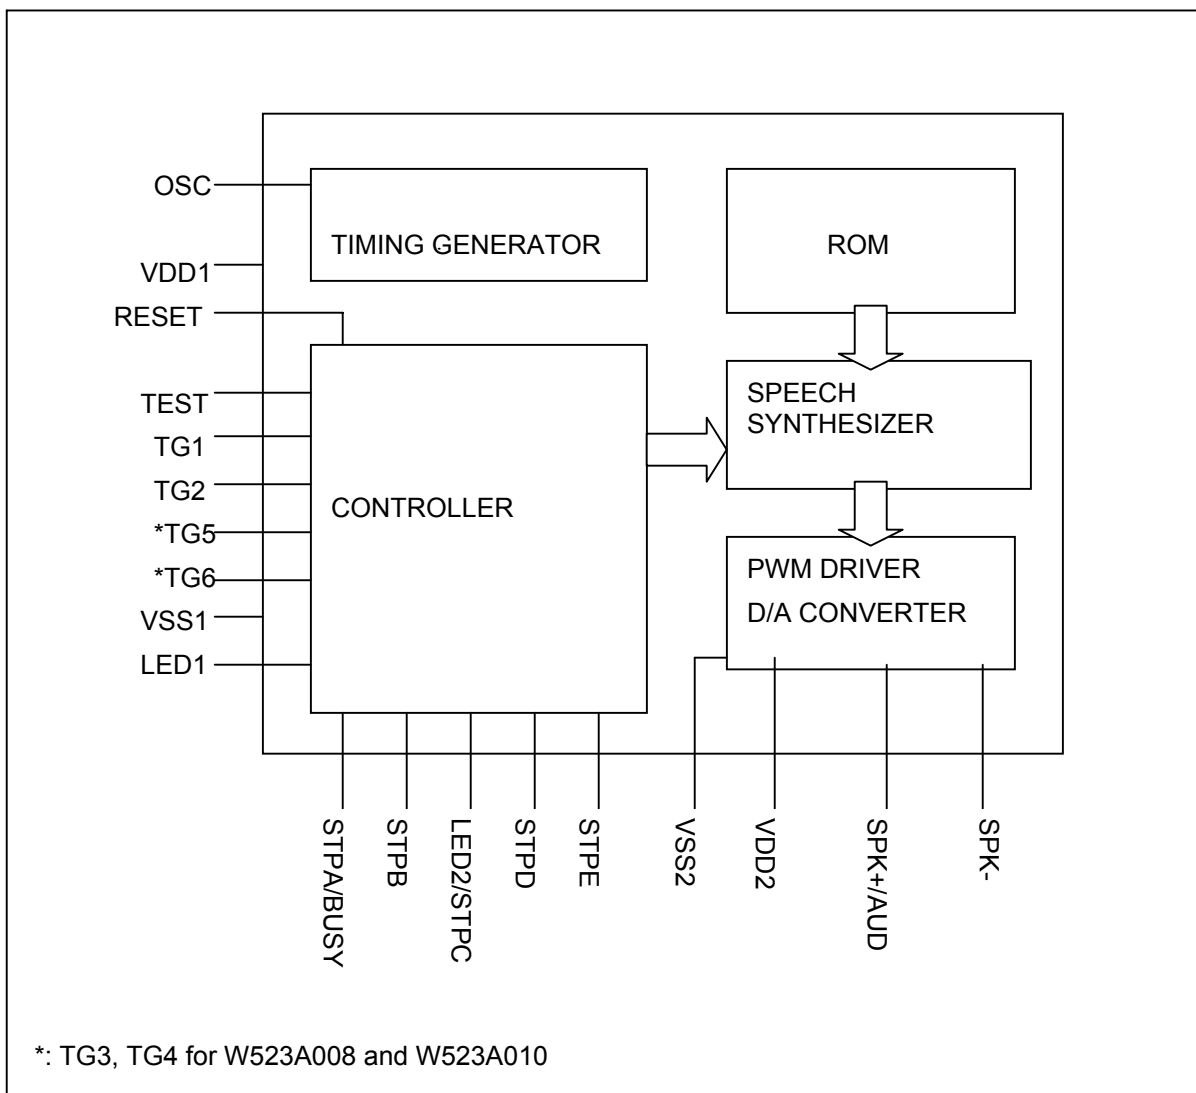 OSC
VDD1
RESET
TEST
TG1
TG2
*TG5
*TG6
VSS1
LED1
TIMING GENERATOR
ROM
CONTROLLER
SPEECH
SYNTHESIZER
PWM DRIVER
D/A CONVERTER
STPA/BUSY
STPB
LED2/STPC
STPD
STPE
VSS2
VDD2
SPK+/AUD
SPK-
*: TG3, TG4 for W523A008 and W523A010